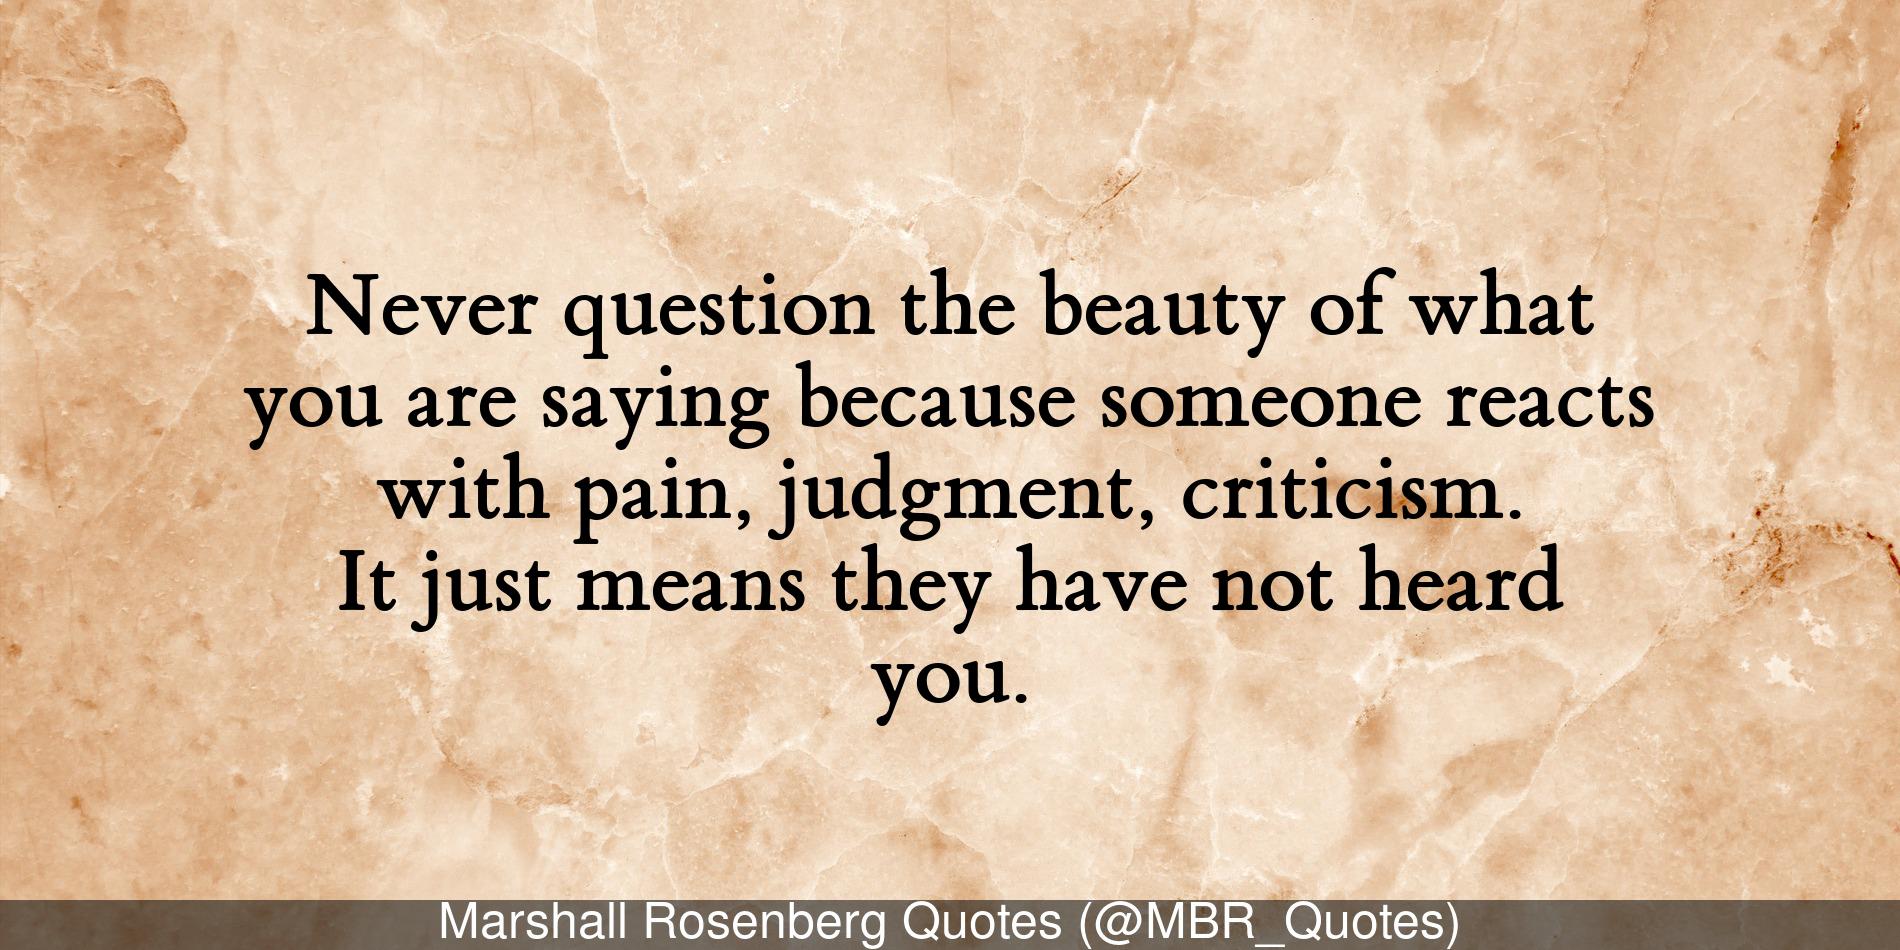 Never question the beauty of what
you are saying because someone reacts
with pain, judgment, criticism.
It just means they have not heard
you.
Marshall Rosenberg Quotes (@MBR_Quotes)